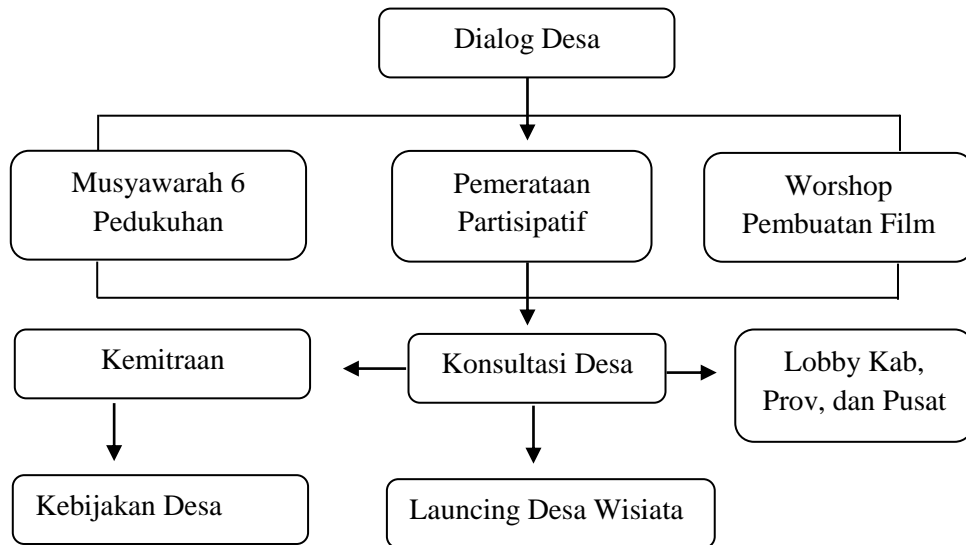 Dialog Desa
Musyawarah 6
Pedukuhan
Pemerataan
Partisipatif
Worshop
Pembuatan Film
Kemitraan
Konsultasi Desa
Lobby Kab,
Prov, dan Pusat
Kebijakan Desa
Launcing Desa Wisiata